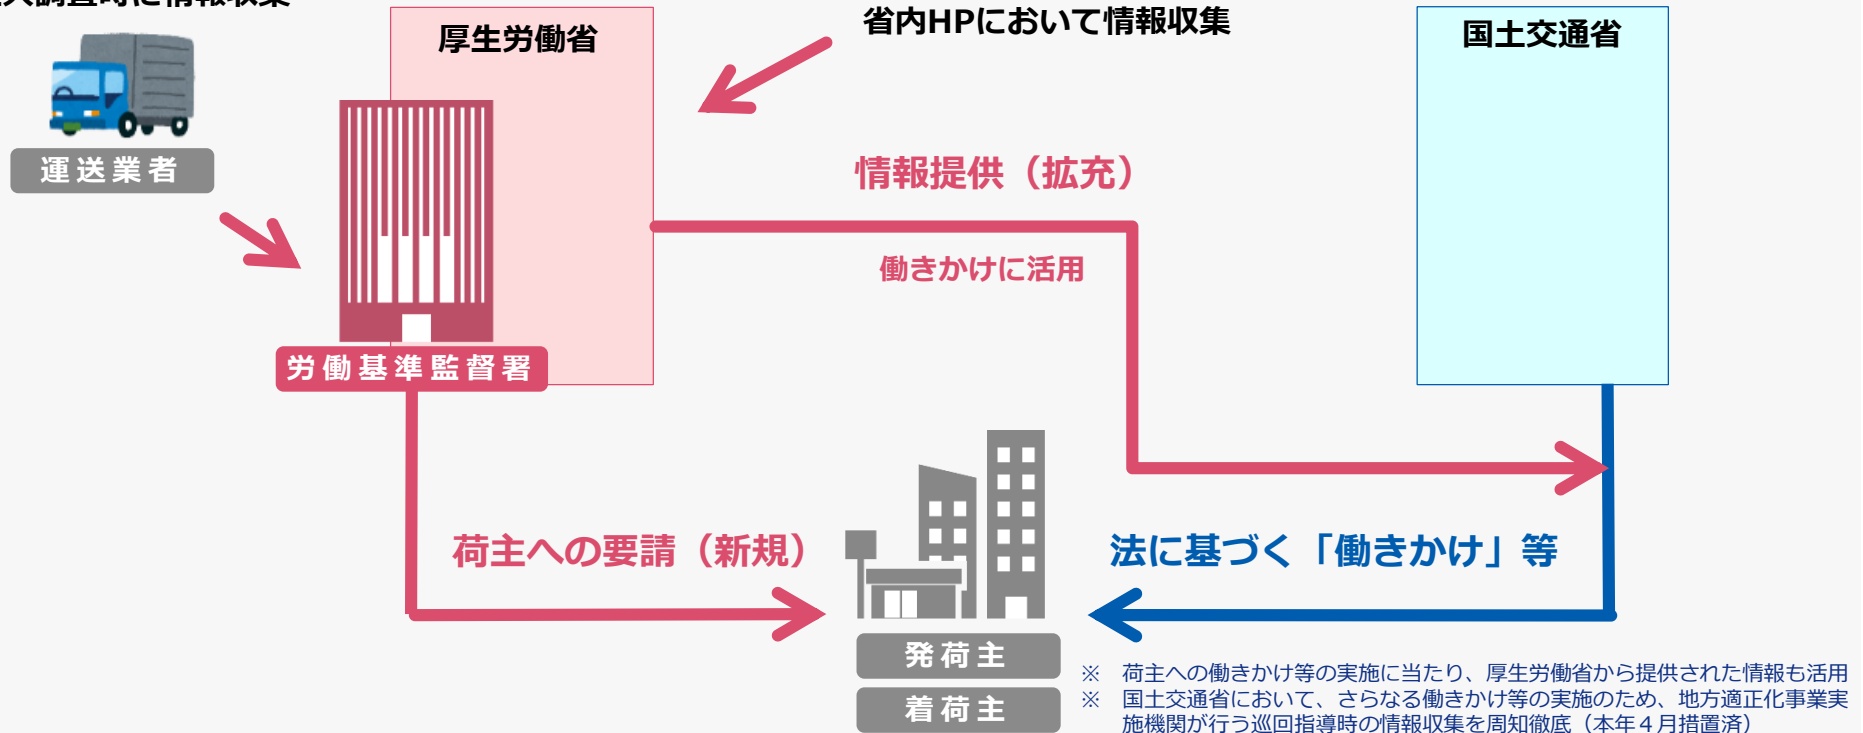 調査時に情報収集
厚生労働省
省内HPにおいて情報収集
国土交通省
運送業者
情報提供（拡充）
働きかけに活用
労働基準監督署
荷主への要請（新規）
法に基づく「働きかけ」等
発荷主
着荷主
※　荷主への働きかけ等の実施に当たり、厚生労働省から提供された情報も活用
※　国土交通省において、さらなる働きかけ等の実施のため、地方適正化事業実
施機関が行う巡回指導時の情報収集を周知徹底（本年４月措置済）